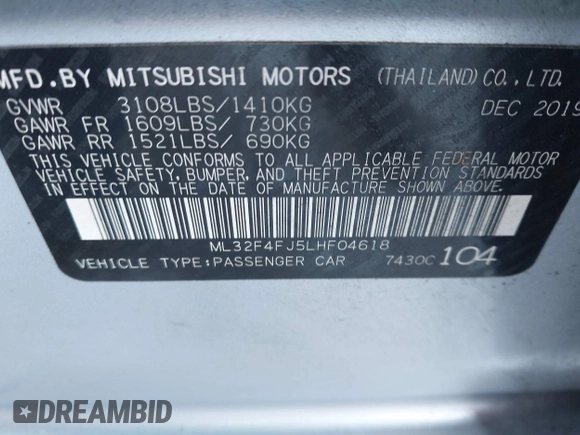 MFD.BY MITSUBISHI MOTORS (THAILAND)CO.,LTD.
GVWR 3108LBS/1410KG DEC 2019
GAWR FR 1609LBS/ 730KG
GAWR RR 1521LBS/ 690KG
THIS VEHICLE CONFORMS TO ALL APPLICABLE FEDERAL MOTOR
VEHICLE SAFETY, BUMPER, AND THEFT PREVENTION STANDARDS
IN EFFECT ON THE DATE OF MANUFACTURE SHOWN ABOVE.
ML32F4FJ5LHF04618
VEHICLE TYPE:PASSENGER CAR 7430C 104
DREAMBID